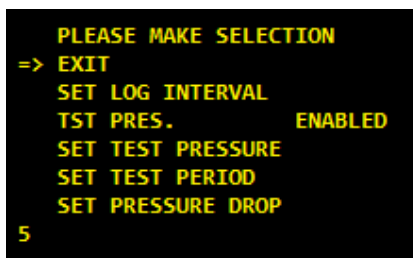 PLEASE MAKE SELECTION
=> EXIT
SET LOG INTERVAL
TST PRES. ENABLED
SET TEST PRESSURE
SET TEST PERIOD
SET PRESSURE DROP
5